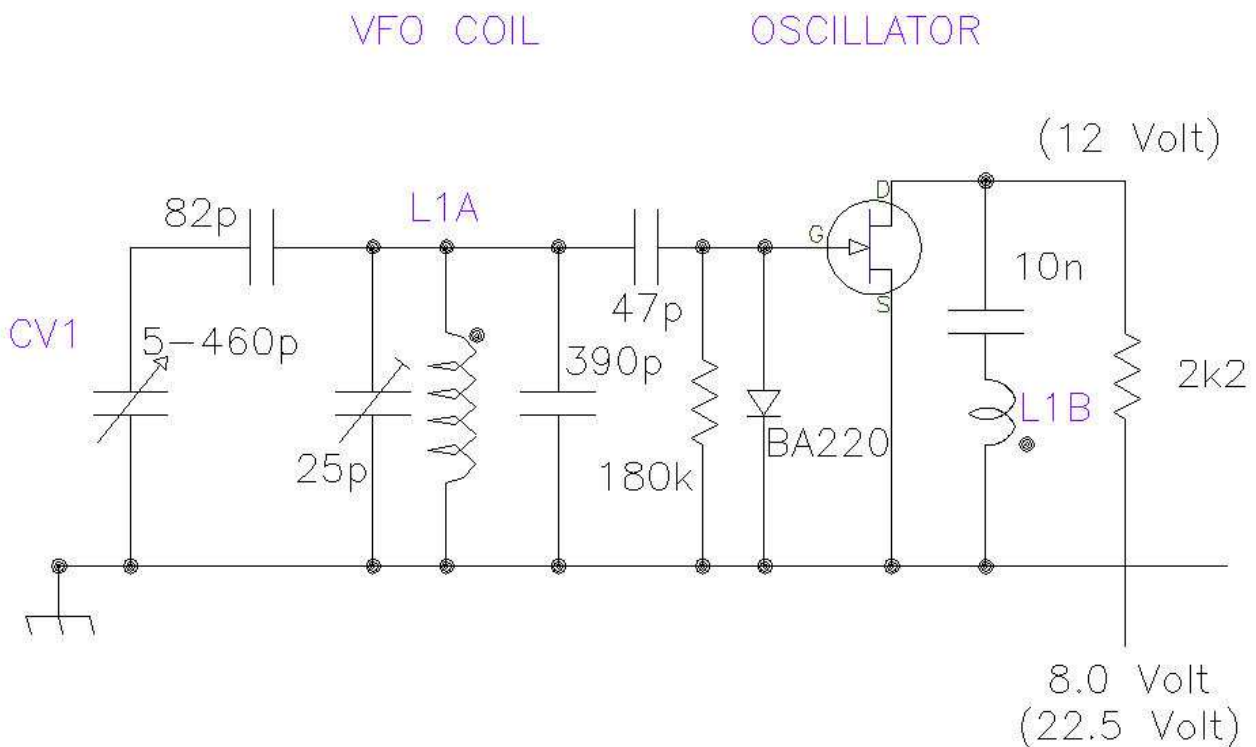 VFO COIL
OSCILLATOR
(12 Volt)
82p
L1A
D
G
S
10n
47p
CV1
5-460p
390p
2k2
L1B
25p
180k
BA220
8.0 Volt
(22.5 Volt)